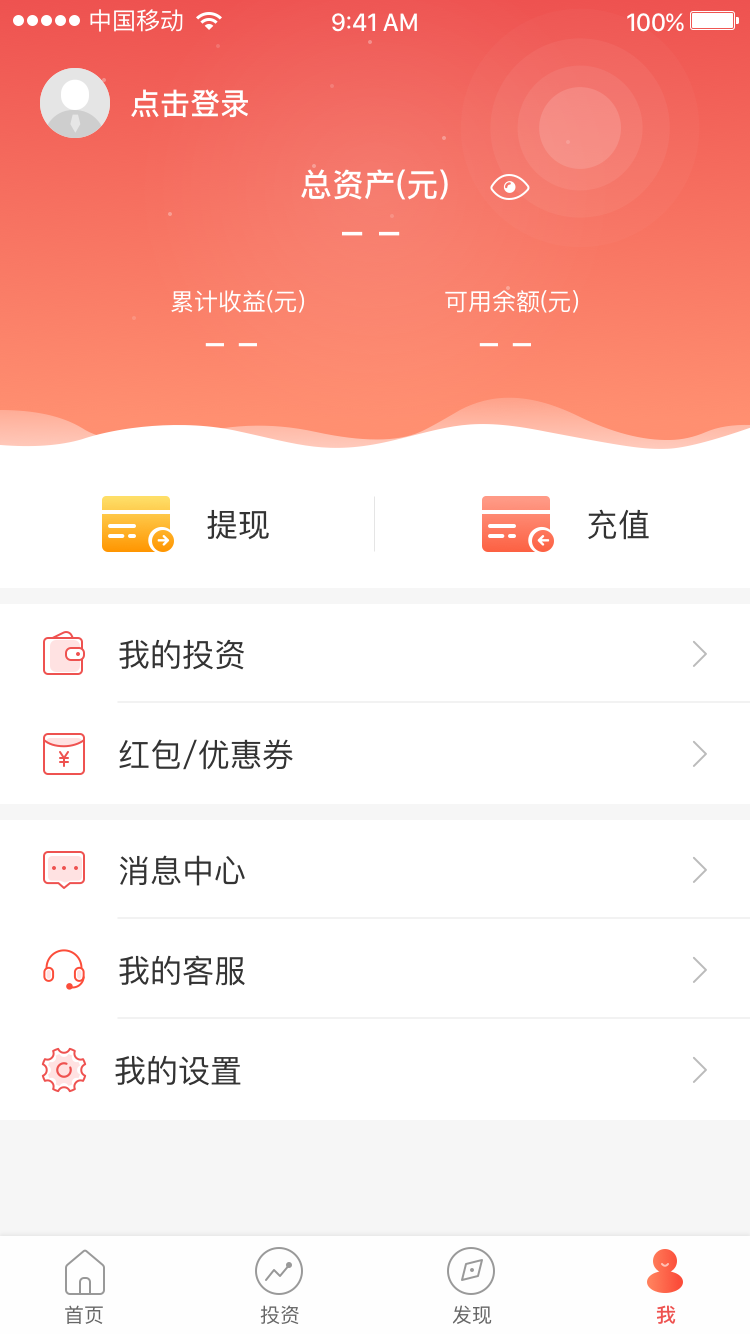 中国移动 9:41 AM 100%
点击登录
总资产(元)
– –
累计收益(元) 可用余额(元)
– – – –
提现 充值
我的投资
¥ 红包/优惠券
消息中心
我的客服
我的设置
首页 投资 发现 我